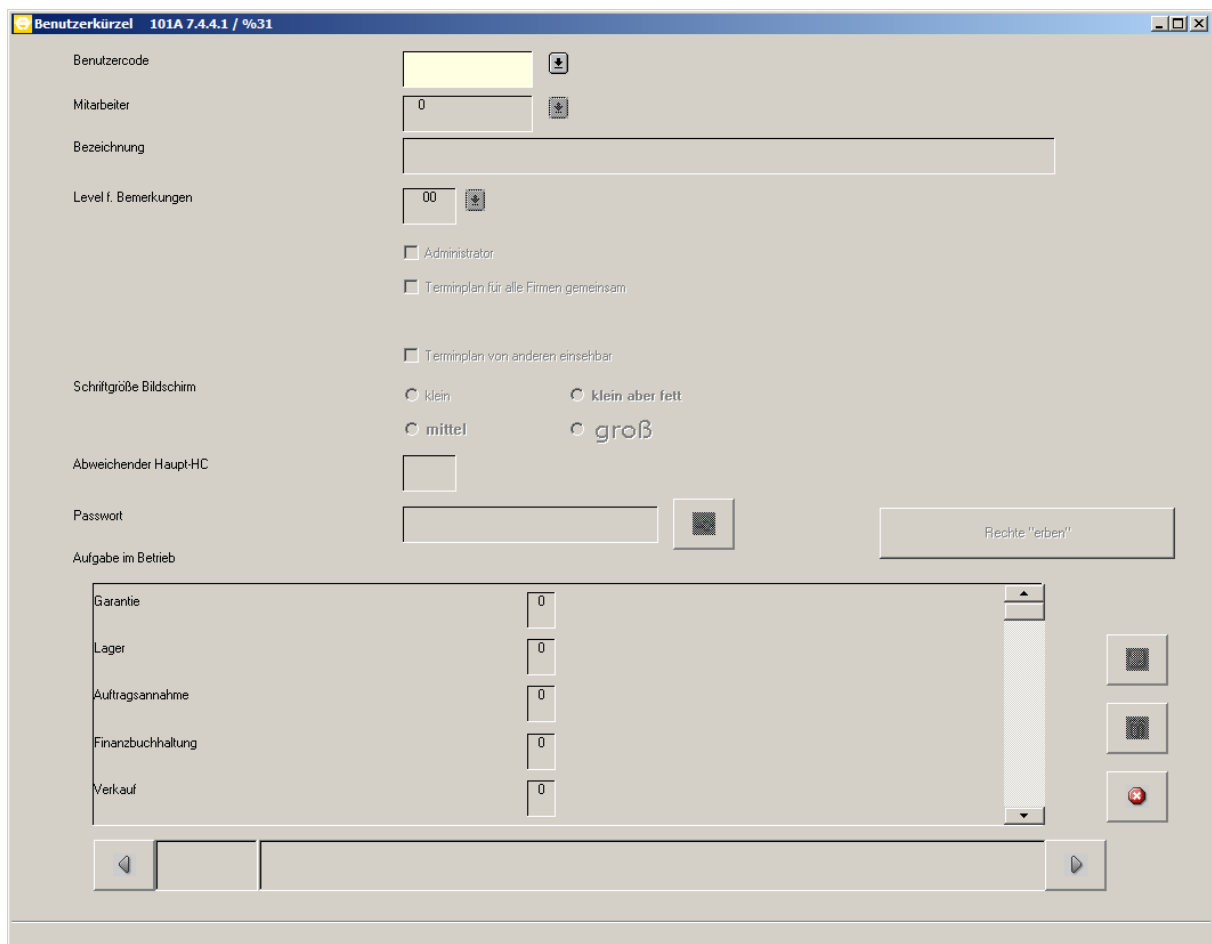 Benutzerkürzel 101A 7.4.4.1 / %31
Benutzercode
Mitarbeiter 0
Bezeichnung
Level f. Bemerkungen 00
Administrator
Terminplan für alle Firmen gemeinsam
Terminplan von anderen einsehbar
Schriftgröße Bildschirm
klein klein aber fett
mittel groß
Abweichender Haupt-HC
Passwort
Rechte "erben"
Aufgabe im Betrieb
Garantie 0
Lager 0
Auftragsannahme 0
Finanzbuchhaltung 0
Verkauf 0